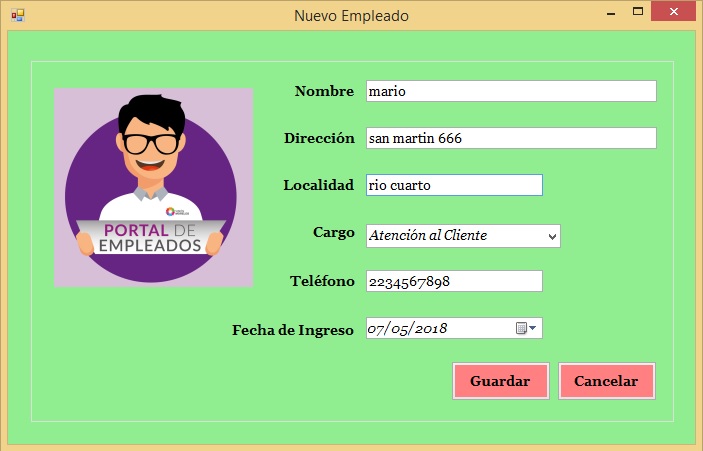 Nuevo Empleado
Nombre mario
Dirección san martin 666
Localidad rio cuarto
Cargo Atención al Cliente
Teléfono 2234567898
Fecha de Ingreso 07/05/2018
PORTAL DE
EMPLEADOS
Guardar Cancelar